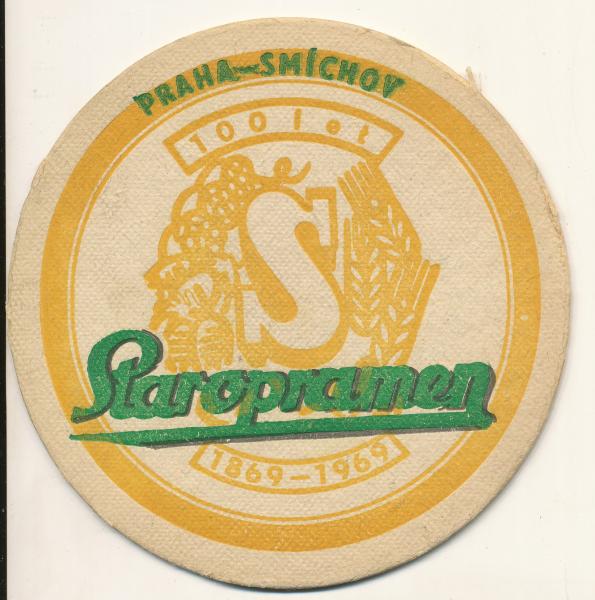 PRAHA-SMÍCHOV
100 let
S
Staropramen
1869-1969